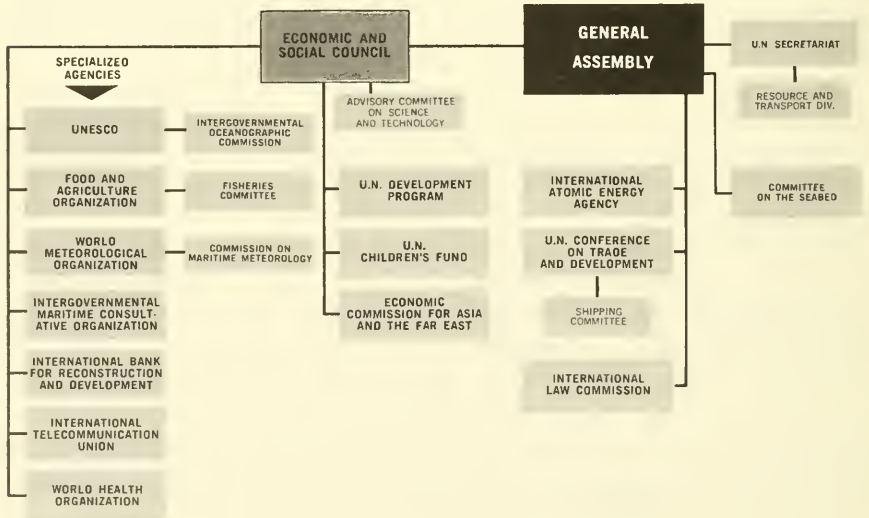 ECONOMIC AND
SOCIAL COUNCIL
GENERAL
ASSEMBLY
U.N SECRETARIAT
RESOURCE AND
TRANSPORT DIV.
COMMITTEE
ON THE SEABED
SPECIALIZED
AGENCIES
UNESCO
INTERGOVERNMENTAL
OCEANOGRAPHIC
COMMISSION
FOOD AND
AGRICULTURE
ORGANIZATION
FISHERIES
COMMITTEE
WORLD
METEOROLOGICAL
ORGANIZATION
COMMISSION ON
MARITIME METEOROLOGY
INTERGOVERNMENTAL
MARITIME CONSULT-
ATIVE ORGANIZATION
INTERNATIONAL BANK
FOR RECONSTRUCTION
AND DEVELOPMENT
INTERNATIONAL
TELECOMMUNICATION
UNION
WORLD HEALTH
ORGANIZATION
ADVISORY COMMITTEE
ON SCIENCE
AND TECHNOLOGY
U.N. DEVELOPMENT
PROGRAM
U.N.
CHILDREN'S FUND
ECONOMIC
COMMISSION FOR ASIA
AND THE FAR EAST
INTERNATIONAL
ATOMIC ENERGY
AGENCY
U.N. CONFERENCE
ON TRADE
AND DEVELOPMENT
SHIPPING
COMMITTEE
INTERNATIONAL
LAW COMMISSION